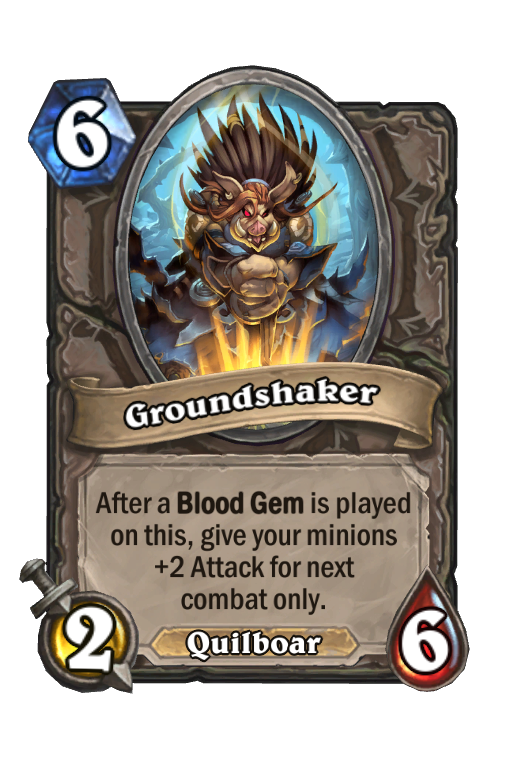 6
Groundshaker
After a Blood Gem is played
on this, give your minions
+2 Attack for next
combat only.
2
Quilboar
6